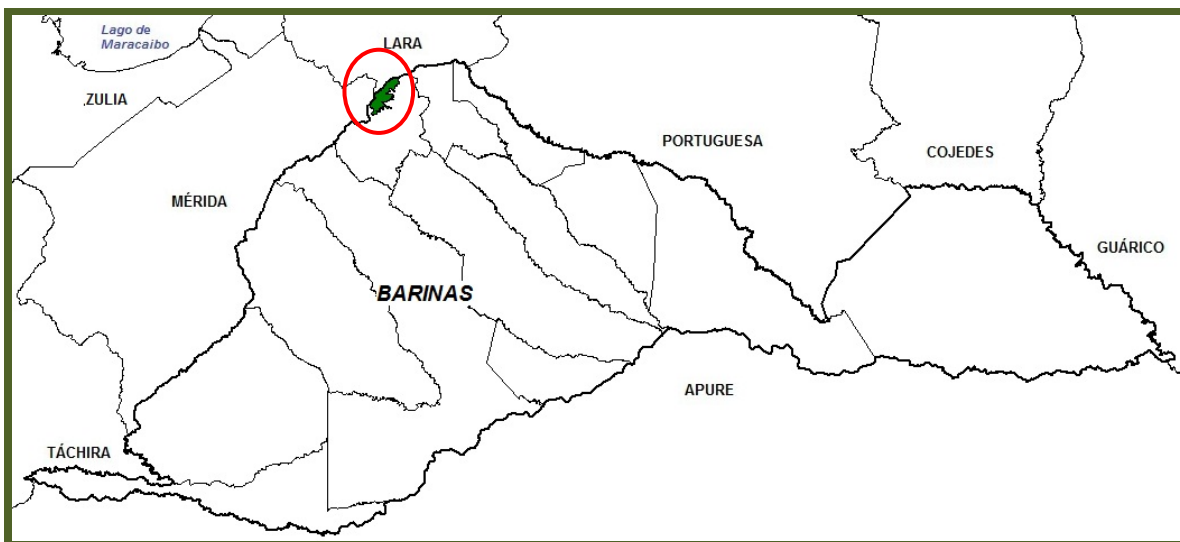 Lago de
Maracaibo
LARA
ZULIA
PORTUGUESA
COJEDES
MÉRIDA
GUÁRICO
BARINAS
APURE
TÁCHIRA